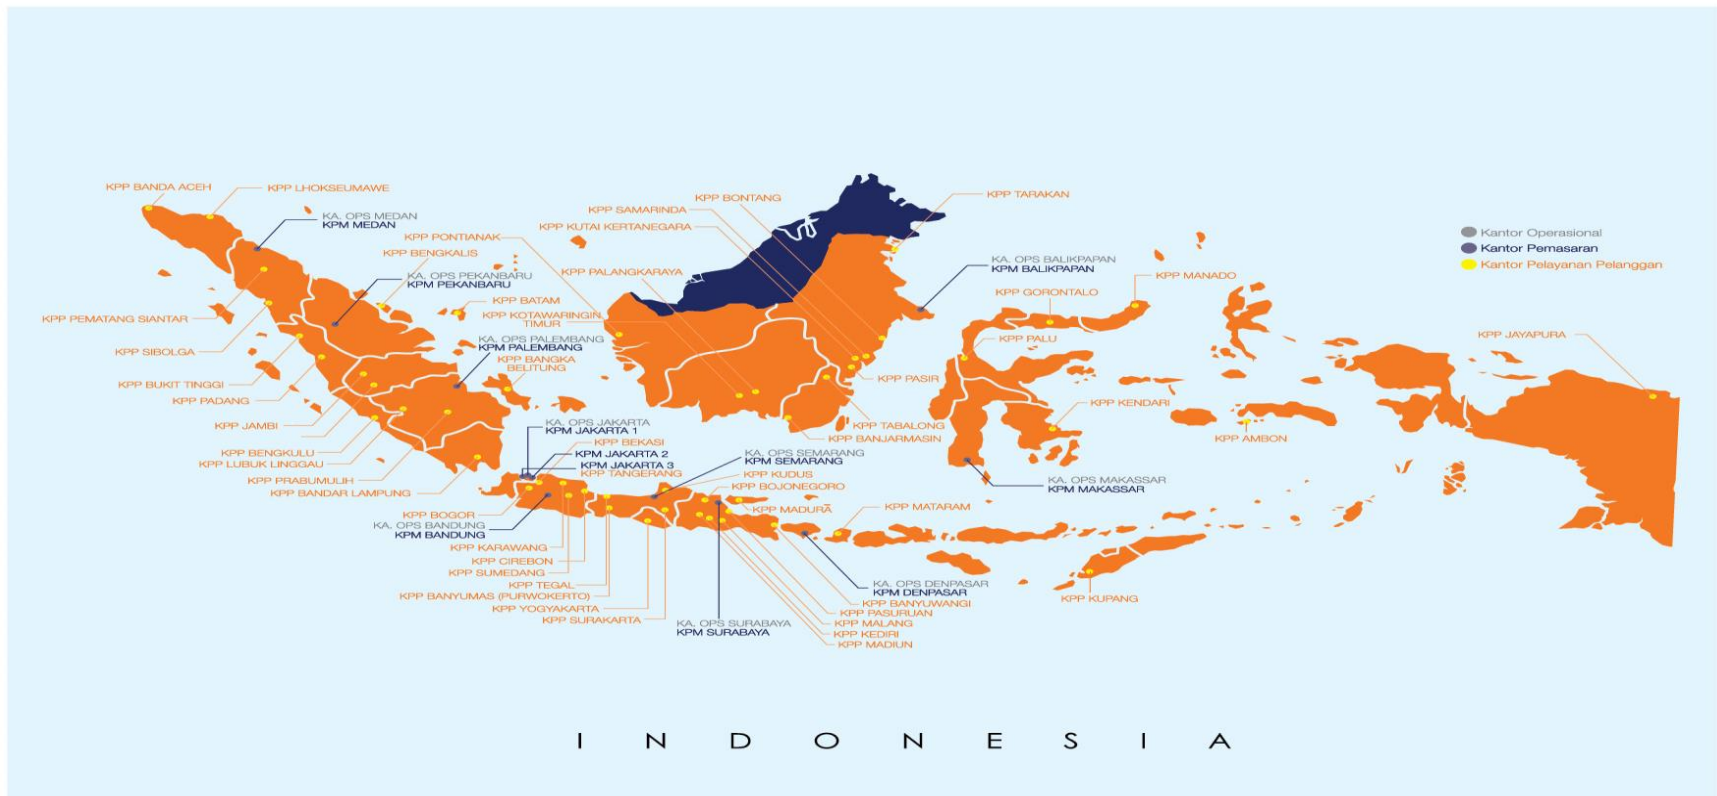 KPP BANDA ACEH
KPP LHOKSEUMAWE
KA. OPS MEDAN
KPM MEDAN
KPP PONTIANAK
KPP BENGKALIS
KA. OPS PEKANBARU
KPM PEKANBARU
KPP BATAM
KPP KOTAWARINGIN
TIMUR
KA. OPS PALEMBANG
KPM PALEMBANG
KPP BANGKA
BELITUNG
KPP PEMATANG SIANTAR
KPP SIBOLGA
KPP BUKIT TINGGI
KPP PADANG
KPP JAMBI
KPP BENGKULU
KPP LUBUK LINGGAU
KPP PRABUMULIH
KPP BANDAR LAMPUNG
KPP BONTANG
KPP SAMARINDA
KPP KUTAI KERTANEGARA
KPP PALANGKARAYA
KPP TARAKAN
KA. OPS BALIKPAPAN
KPM BALIKPAPAN
KPP PASIR
KPP TABALONG
KPP BANJARMASIN
KPP MANADO
KPP GORONTALO
KPP PALU
KPP KENDARI
KA. OPS MAKASSAR
KPM MAKASSAR
KPP AMBON
KPP JAYAPURA
Kantor Operasional
Kantor Pemasaran
Kantor Pelayanan Pelanggan
KA. OPS JAKARTA
KPM JAKARTA 1
KPP BEKASI
KPM JAKARTA 2
KPM JAKARTA 3
KPP TANGERANG
KA. OPS SEMARANG
KPM SEMARANG
KPP KUDUS
KPP BOJONEGORO
KPP MADURA
KPP MATARAM
KPP BOGOR
KA. OPS BANDUNG
KPM BANDUNG
KPP KARAWANG
KPP CIREBON
KPP SUMEDANG
KPP TEGAL
KPP BANYUMAS (PURWOKERTO)
KPP YOGYAKARTA
KPP SURAKARTA
KA. OPS SURABAYA
KPM SURABAYA
KA. OPS DENPASAR
KPM DENPASAR
KPP BANYUWANGI
KPP PASURUAN
KPP MALANG
KPP KEDIRI
KPP MADIUN
KPP KUPANG
INDONESIA